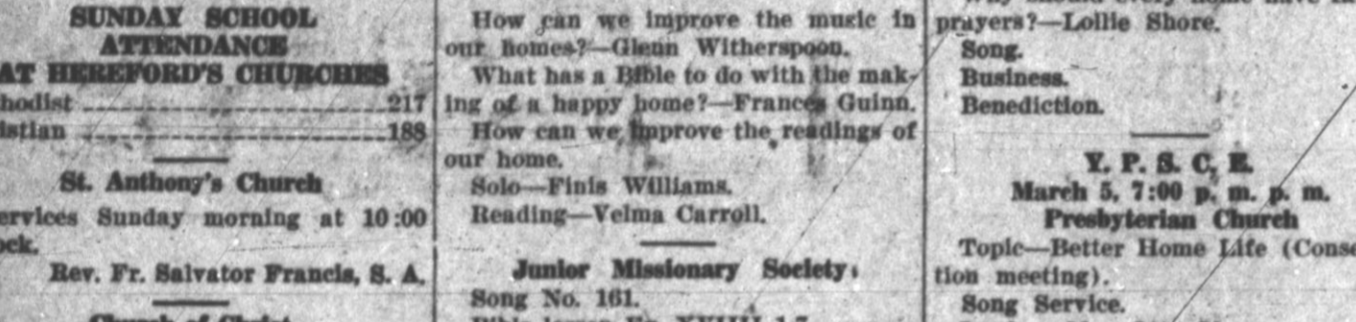 SUNDAY SCHOOL
ATTENDANCE
AT HEREFORD'S CHURCHES
hodist 217
istian 188
St. Anthony's Church
ervices Sunday morning at 10:00
ock.
Rev. Fr. Salvator Francis, S. A.
Church of Christ
How can we improve the music in
our homes?—Glenn Witherspoon.
What has a Bible to do with the mak-
ing of a happy home?—Frances Guinn.
How can we improve the readings of
our home.
Solo—Finis Williams.
Reading—Velma Carroll.
Junior Missionary Society:
Song No. 161.
prayers?—Lollie Shore.
Song.
Business.
Benediction.
Y. P. S. C. E.
March 5, 7:00 p. m. p. m.
Presbyterian Church
Topic—Better Home Life (Conse
tion meeting).
Song Service.